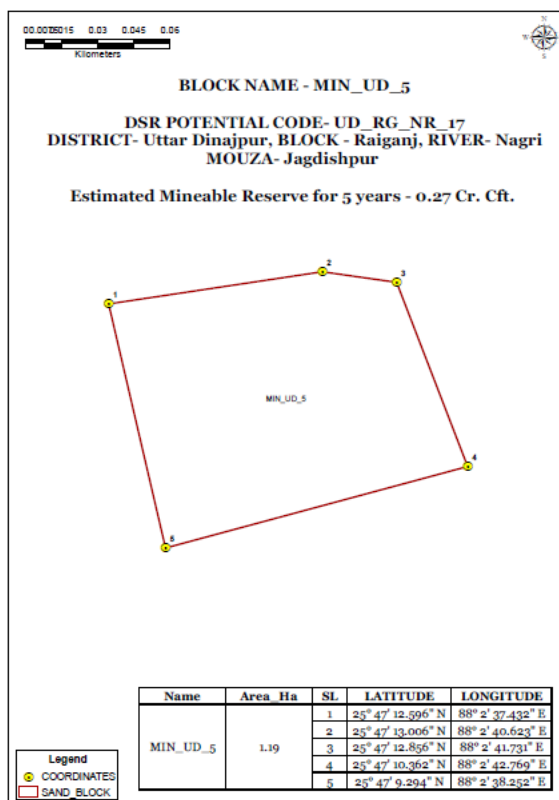 0.03 0.045 0.06
Kilometers
N
W E
S
BLOCK NAME - MIN_UD_5
DSR POTENTIAL CODE- UD_RG_NR_17
DISTRICT- Uttar Dinajpur, BLOCK - Raiganj, RIVER- Nagri
MOUZA- Jagdishpur
Estimated Mineable Reserve for 5 years - 0.27 Cr. Cft.
1
2
3
MIN_UD_5
4
5
Name Area_Ha SL LATITUDE LONGITUDE
MIN_UD_5 1.19
1 25° 47' 12.596" N 88° 2' 37.432" E
2 25° 47' 13.006" N 88° 2' 40.623" E
3 25° 47' 12.856" N 88° 2' 41.731" E
4 25° 47' 10.362" N 88° 2' 42.769" E
5 25° 47' 9.294" N 88° 2' 38.252" E
Legend
COORDINATES
SAND_BLOCK